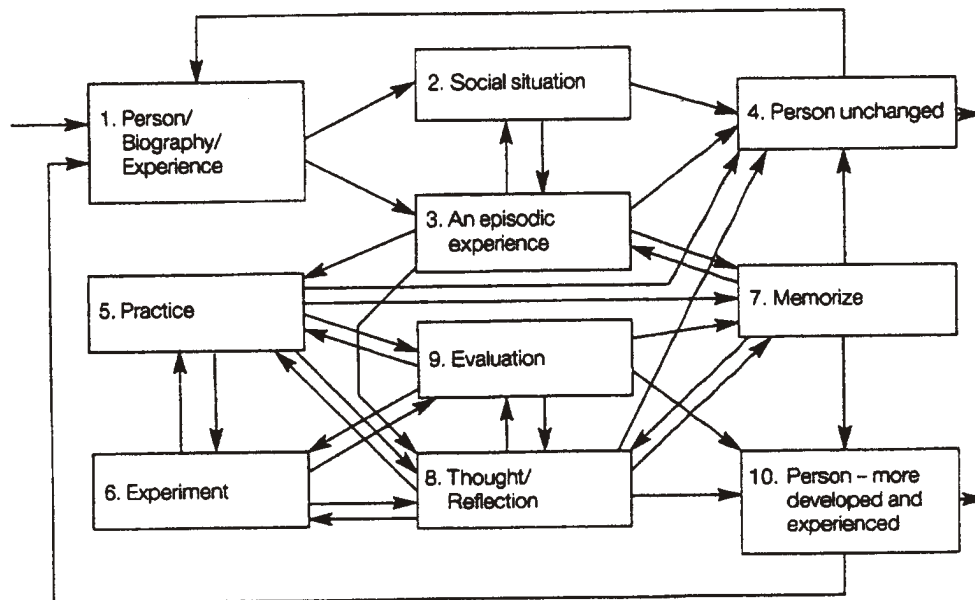 1. Person/
Biography/
Experience
2. Social situation
3. An episodic
experience
4. Person unchanged
5. Practice
6. Experiment
7. Memorize
8. Thought/
Reflection
9. Evaluation
10. Person – more
developed and
experienced